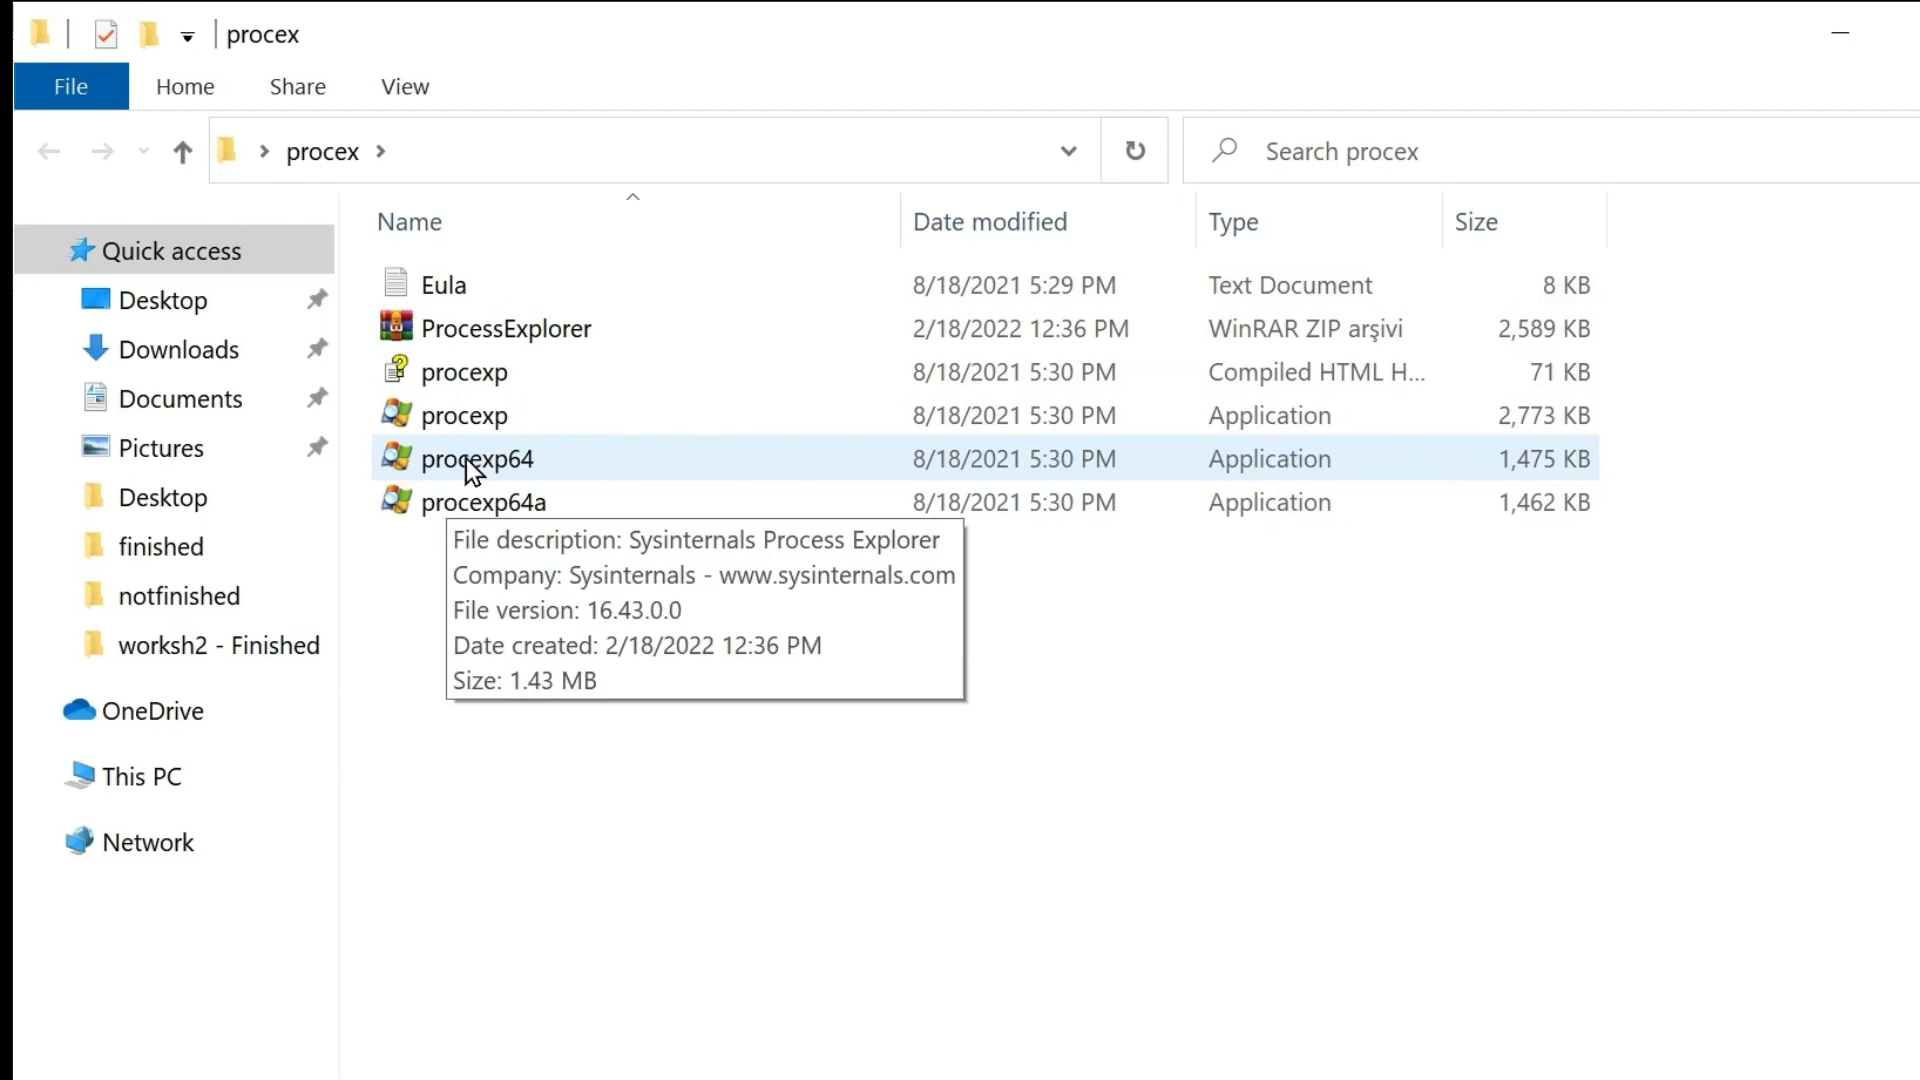 procex
File Home Share View
procex Search procex
Name Date modified Type Size
Quick access
Desktop
Downloads
Documents
Pictures
Desktop
finished
notfinished
worksh2 - Finished
OneDrive
This PC
Network
Eula 8/18/2021 5:29 PM Text Document 8 KB
ProcessExplorer 2/18/2022 12:36 PM WinRAR ZIP arşivi 2,589 KB
procexp 8/18/2021 5:30 PM Compiled HTML H... 71 KB
procexp 8/18/2021 5:30 PM Application 2,773 KB
procexp64 8/18/2021 5:30 PM Application 1,475 KB
procexp64a 8/18/2021 5:30 PM Application 1,462 KB
File description: Sysinternals Process Explorer
Company: Sysinternals - www.sysinternals.com
File version: 16.43.0.0
Date created: 2/18/2022 12:36 PM
Size: 1.43 MB